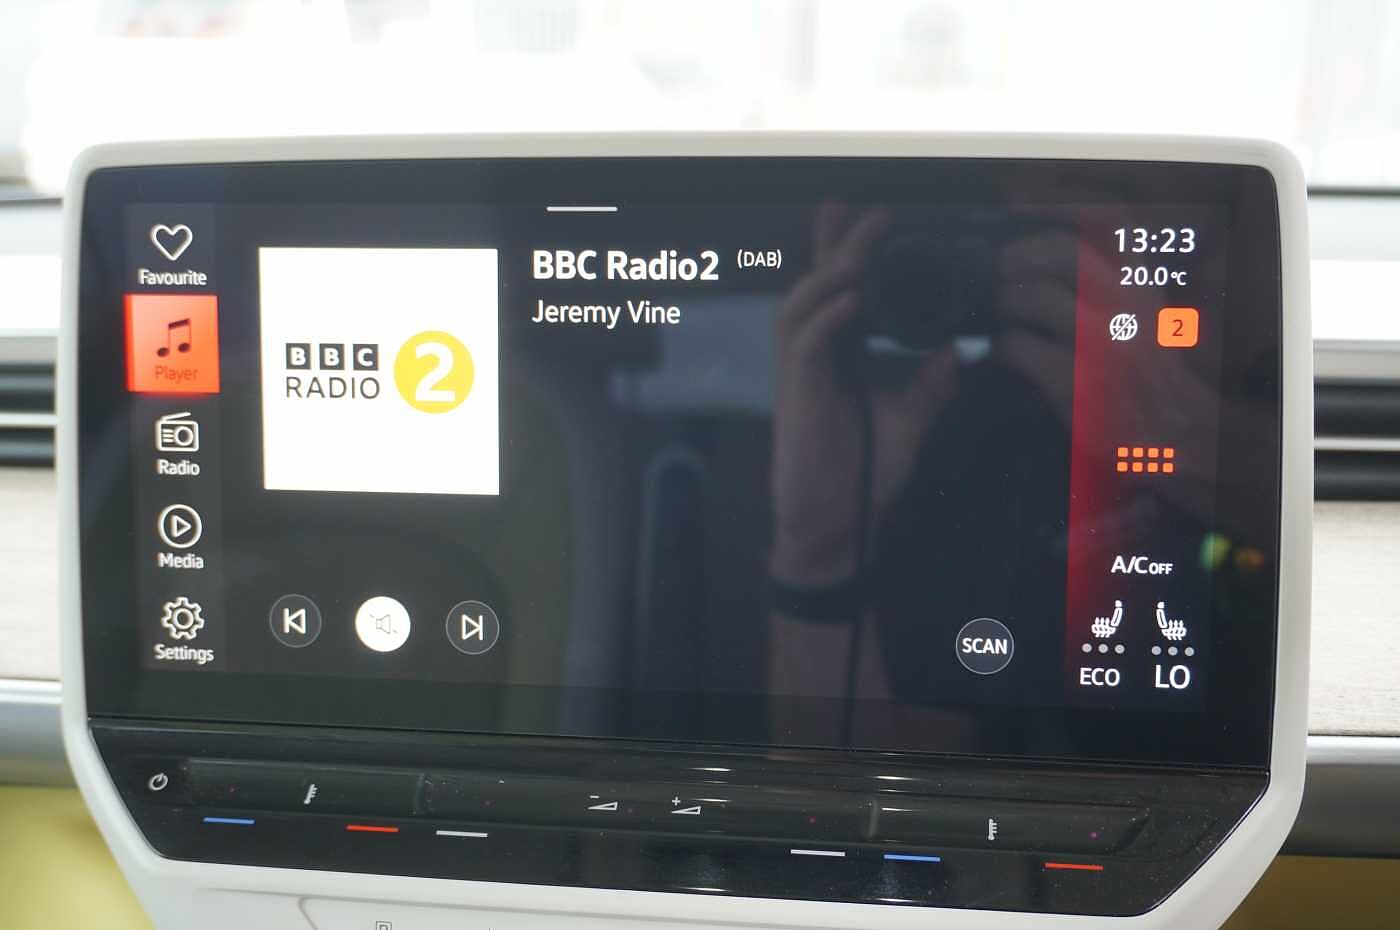 Favourite
Player
Radio
Media
Settings
BBC
RADIO
2
BBC Radio2 (DAB)
Jeremy Vine
SCAN
13:23
20.0°C
2
A/C OFF
ECO LO